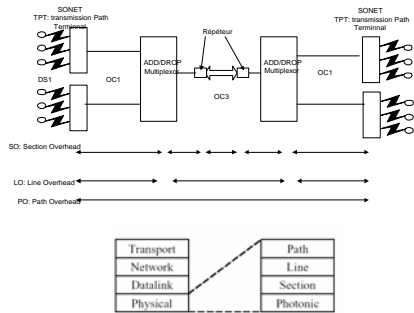 SONET
TPT: transmission Path
Terminnal
SONET
TPT: transmission Path
Terminnal
Répéteur
ADD/DROP
Multiplexor
ADD/DROP
Multiplexor
DS1
OC1
OC3
OC1
SO: Section Overhead
LO: Line Overhead
PO: Path Overhead
Transport
Network
Datalink
Physical
Path
Line
Section
Photonic